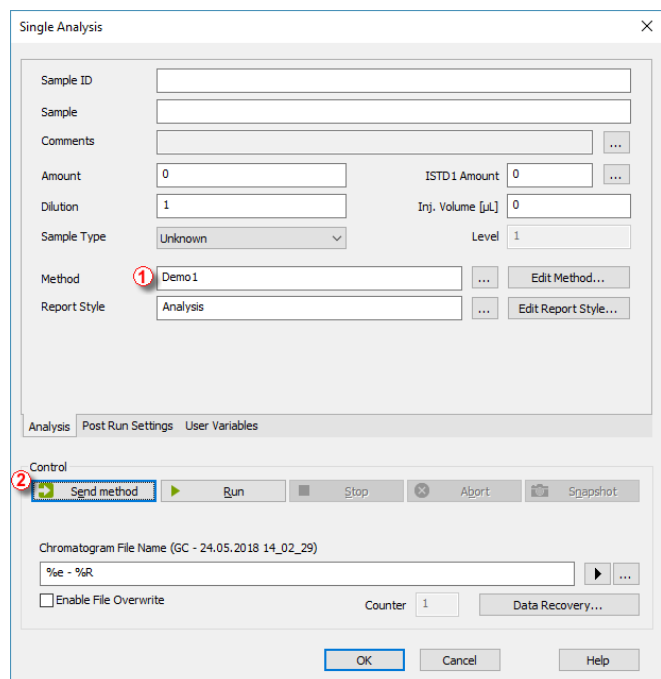 Single Analysis
Sample ID
Sample
Comments ...
Amount 0 ISTD1 Amount 0 ...
Dilution 1 Inj. Volume [µL] 0
Sample Type Unknown Level 1
1 Method Demo1 ... Edit Method...
Report Style Analysis ... Edit Report Style...
Analysis Post Run Settings User Variables
Control
2 Send method Run Stop Abort Snapshot
Chromatogram File Name (GC - 24.05.2018 14_02_29)
%e - %R ...
Enable File Overwrite Counter 1 Data Recovery...
OK Cancel Help